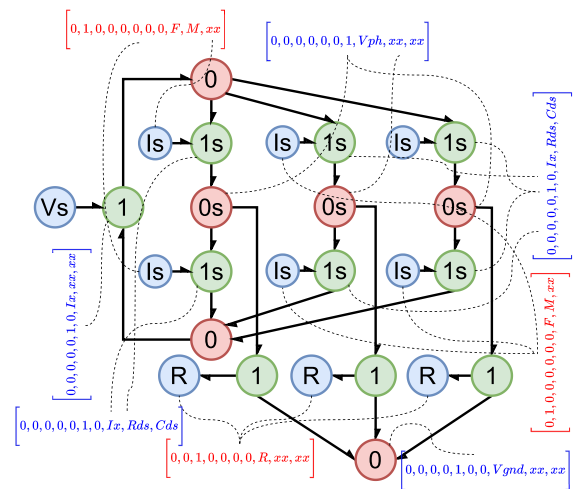 [0, 1, 0, 0, 0, 0, 0, 0, F, M, xx]
[0, 0, 0, 0, 0, 0, 1, Vph, xx, xx]
0
Is 1s Is 1s Is 1s
[0, 0, 0, 0, 0, 1, 0, Ix, Rds, Cds]
Vs 1 0s 0s 0s
Is 1s Is 1s Is 1s
[0, 0, 0, 0, 0, 1, 0, Ix, xx, xx]
[0, 1, 0, 0, 0, 0, 0, 0, F, M, xx]
0
R 1 R 1 R 1
[0, 0, 0, 0, 0, 1, 0, Ix, Rds, Cds]
[0, 0, 1, 0, 0, 0, 0, R, xx, xx]
0
[0, 0, 0, 0, 1, 0, 0, Vgnd, xx, xx]